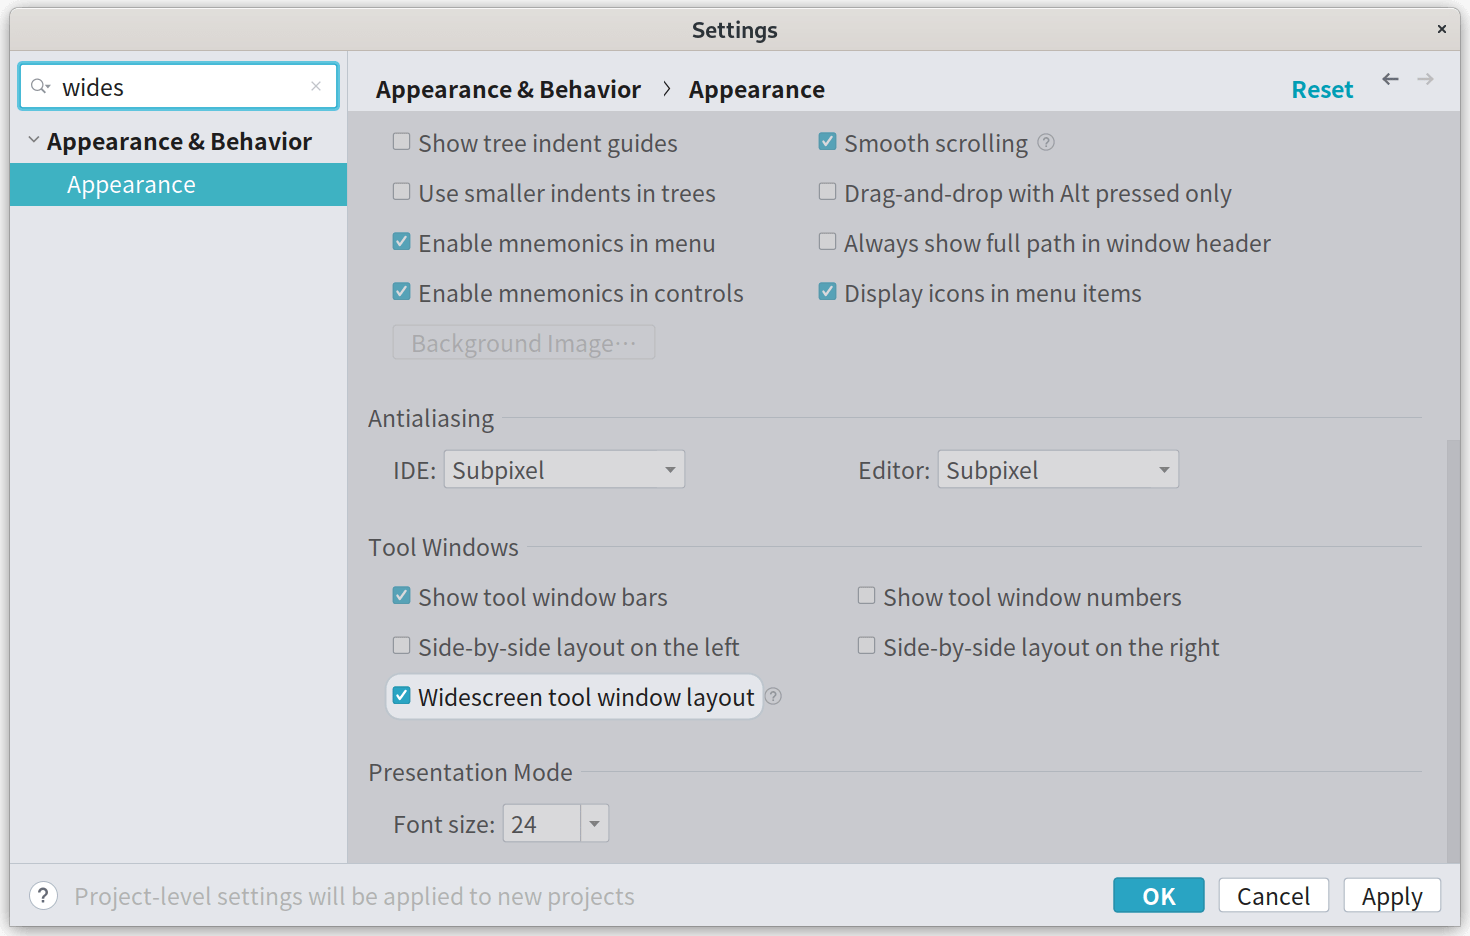 Settings
wides
Appearance & Behavior
Appearance
Appearance & Behavior › Appearance
Reset
Show tree indent guides
Smooth scrolling
Use smaller indents in trees
Drag-and-drop with Alt pressed only
Enable mnemonics in menu
Always show full path in window header
Enable mnemonics in controls
Display icons in menu items
Background Image···
Antialiasing
IDE: Subpixel
Editor: Subpixel
Tool Windows
Show tool window bars
Show tool window numbers
Side-by-side layout on the left
Side-by-side layout on the right
Widescreen tool window layout
Presentation Mode
Font size: 24
? Project-level settings will be applied to new projects
OK
Cancel
Apply